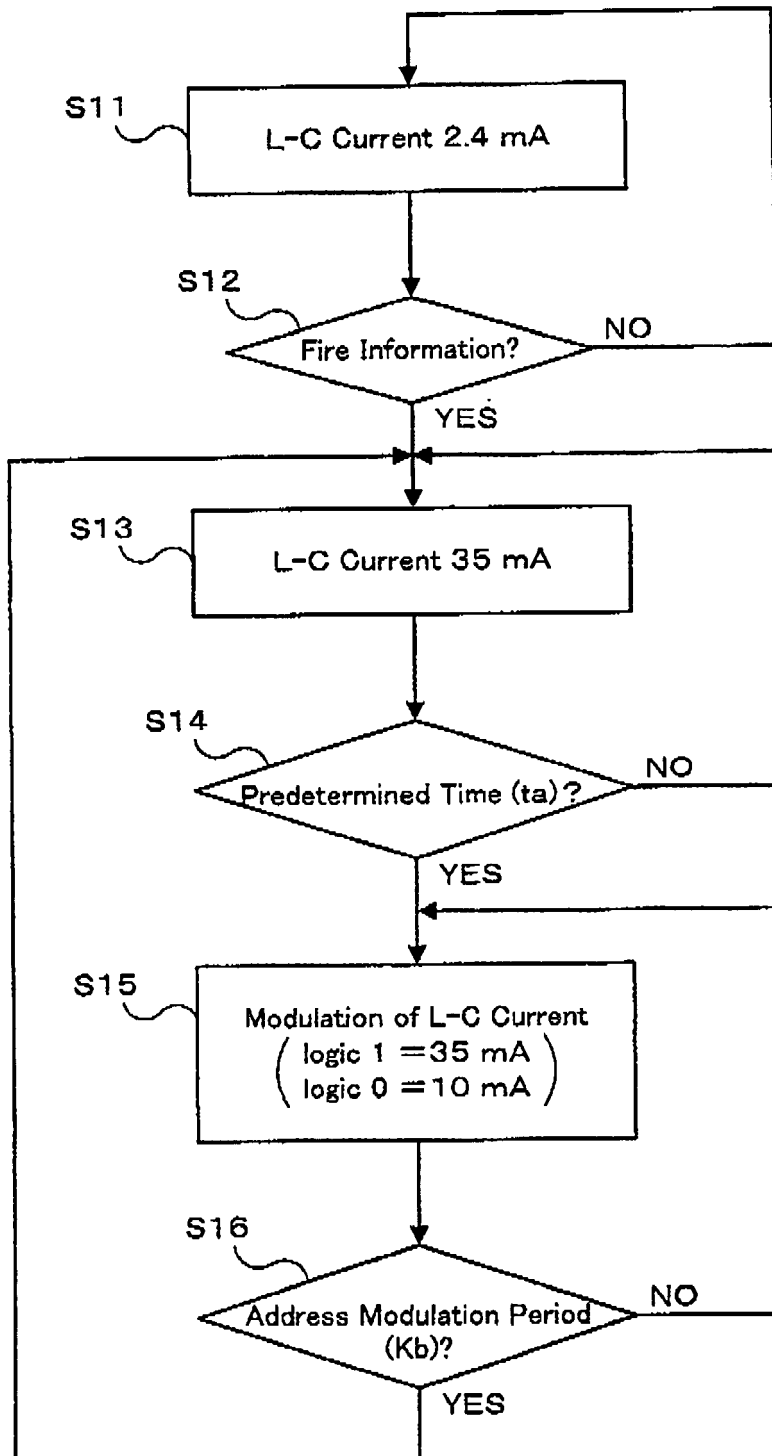 S11
L-C Current 2.4 mA
S12
Fire Information?
NO
YES
S13
L-C Current 35 mA
S14
Predetermined Time (ta)?
NO
YES
S15
Modulation of L-C Current
logic 1 =35 mA
logic 0 =10 mA
S16
Address Modulation Period
(Kb)?
NO
YES